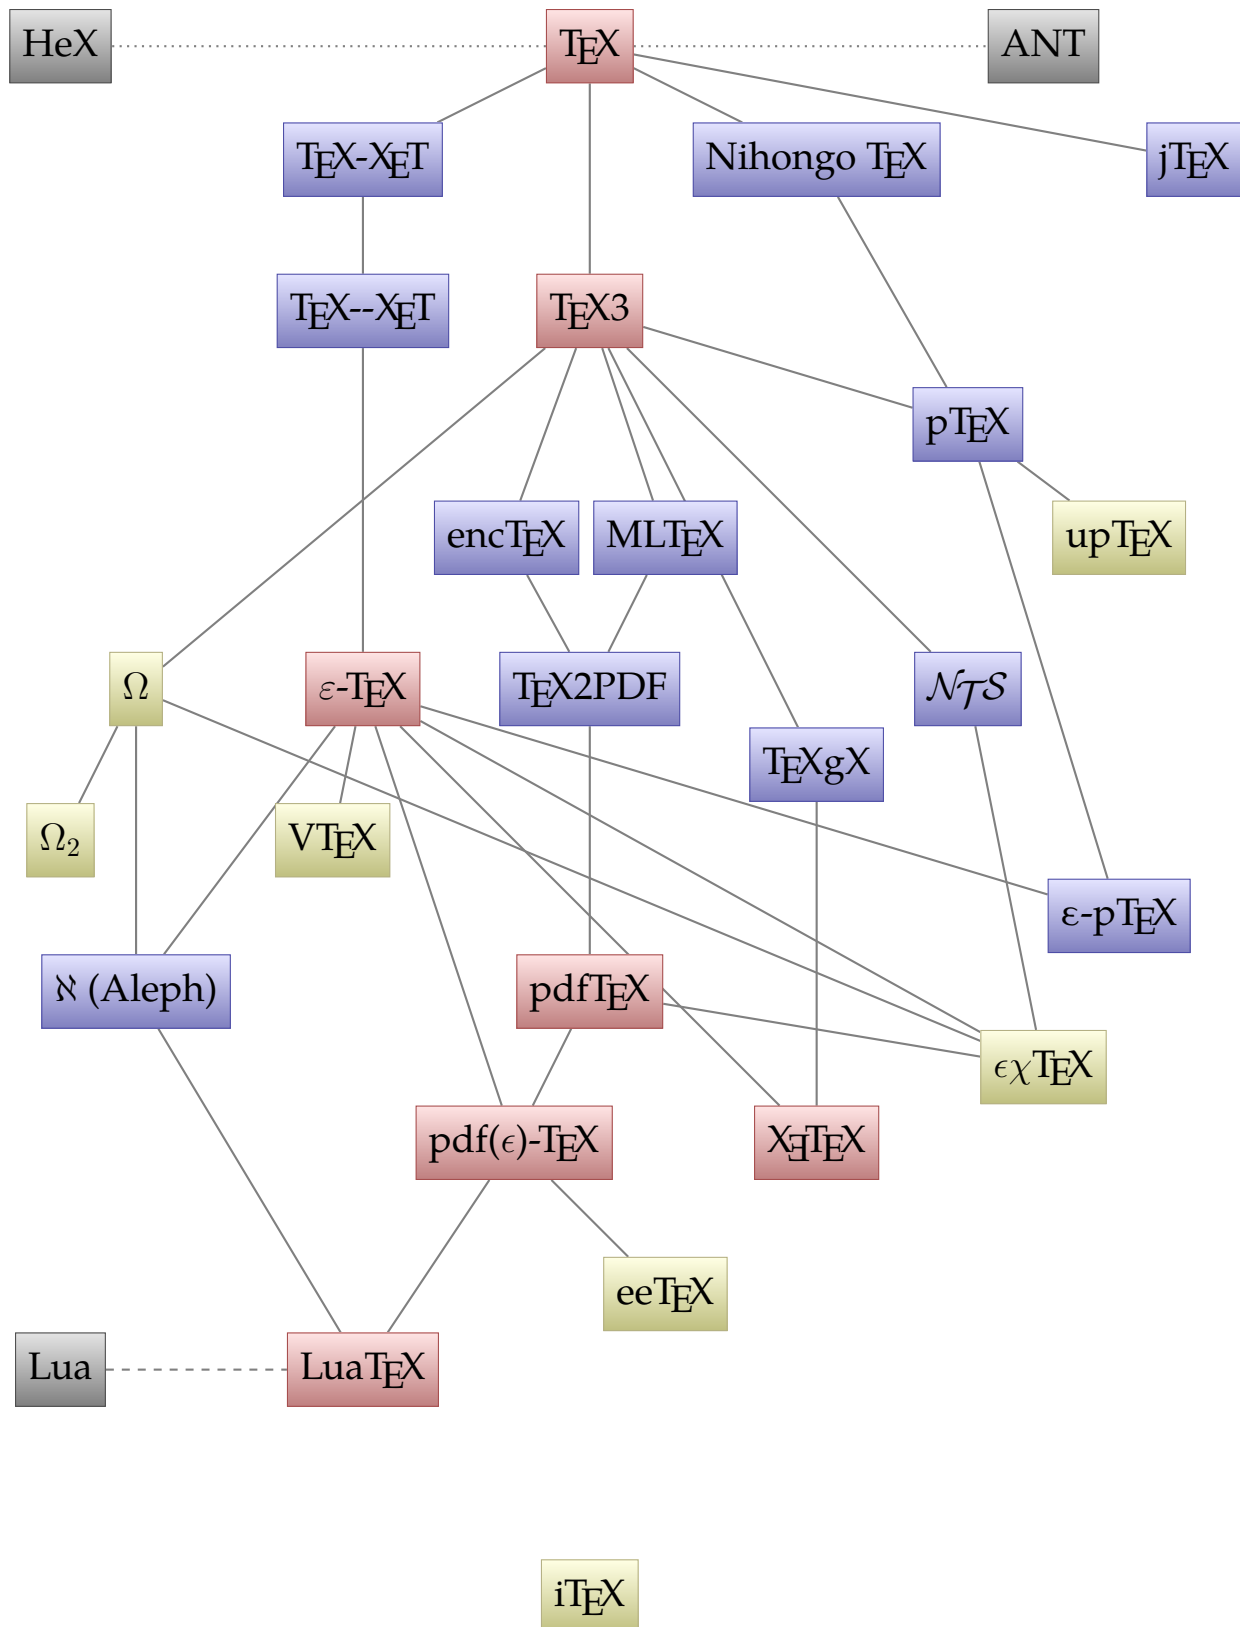 HeX
TEX
ANT
TEX-XET
Nihongo TEX
jTEX
TEX--XET
TEX3
pTEX
encTEX
MLTEX
upTEX
Ω
ε-TEX
TEX2PDF
NTS
TEXgX
Ω₂
VTEX
ε-pTEX
ℵ (Aleph)
pdfTEX
ϵχTEX
pdf(ϵ)-TEX
XƎTEX
eeTEX
Lua
LuaTEX
iTEX